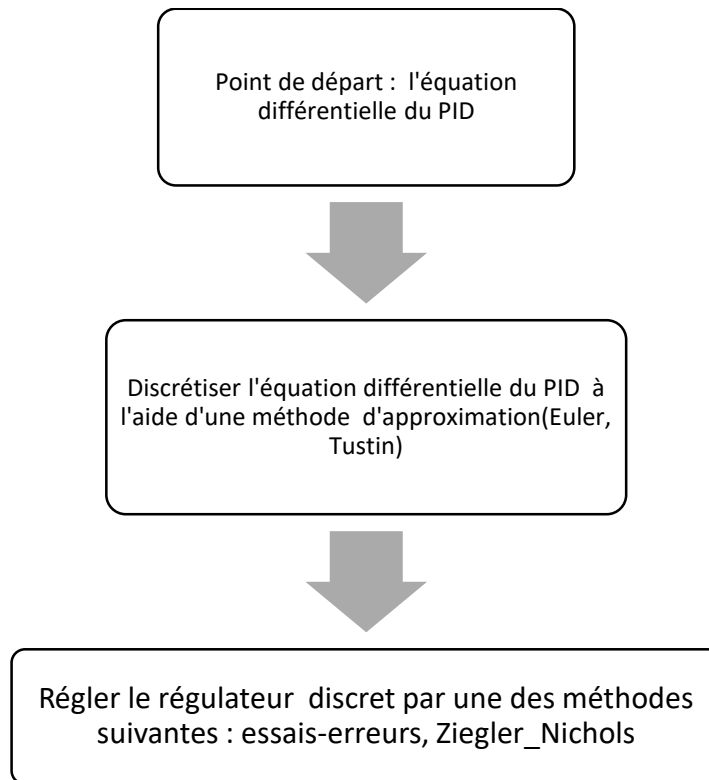 Point de départ : l'équation
différentielle du PID
Discrétiser l'équation différentielle du PID à
l'aide d'une méthode d'approximation(Euler,
Tustin)
Régler le régulateur discret par une des méthodes
suivantes : essais-erreurs, Ziegler_Nichols